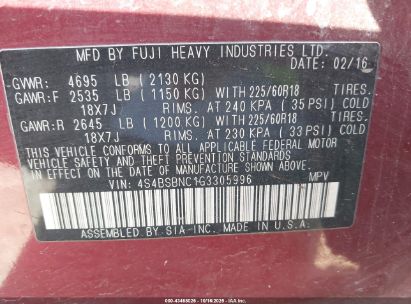 MFD BY FUJI HEAVY INDUSTRIES LTD.
DATE 02/16
GVWR: 4695 LB (2130 KG)
GAWR:F 2535 LB (1150 KG) WITH 225/60R18 TIRES.
18X7J RIMS. AT 240 KPA (35 PSI) COLD
GAWR:R 2645 LB (1200 KG) WITH 225/60R18 TIRES.
18X7J RIMS. AT 230 KPA (33 PSI) COLD
THIS VEHICLE CONFORMS TO ALL APPLICABLE FEDERAL MOTOR
VEHICLE SAFETY
IN EFFECT ON THE DATE OF MANUFACTURE SHOWN ABOVE.
VIN: 4S4BSBNC1G3305996 MPV
ASSEMBLED BY SIA-INC. MADE IN U.S.A.